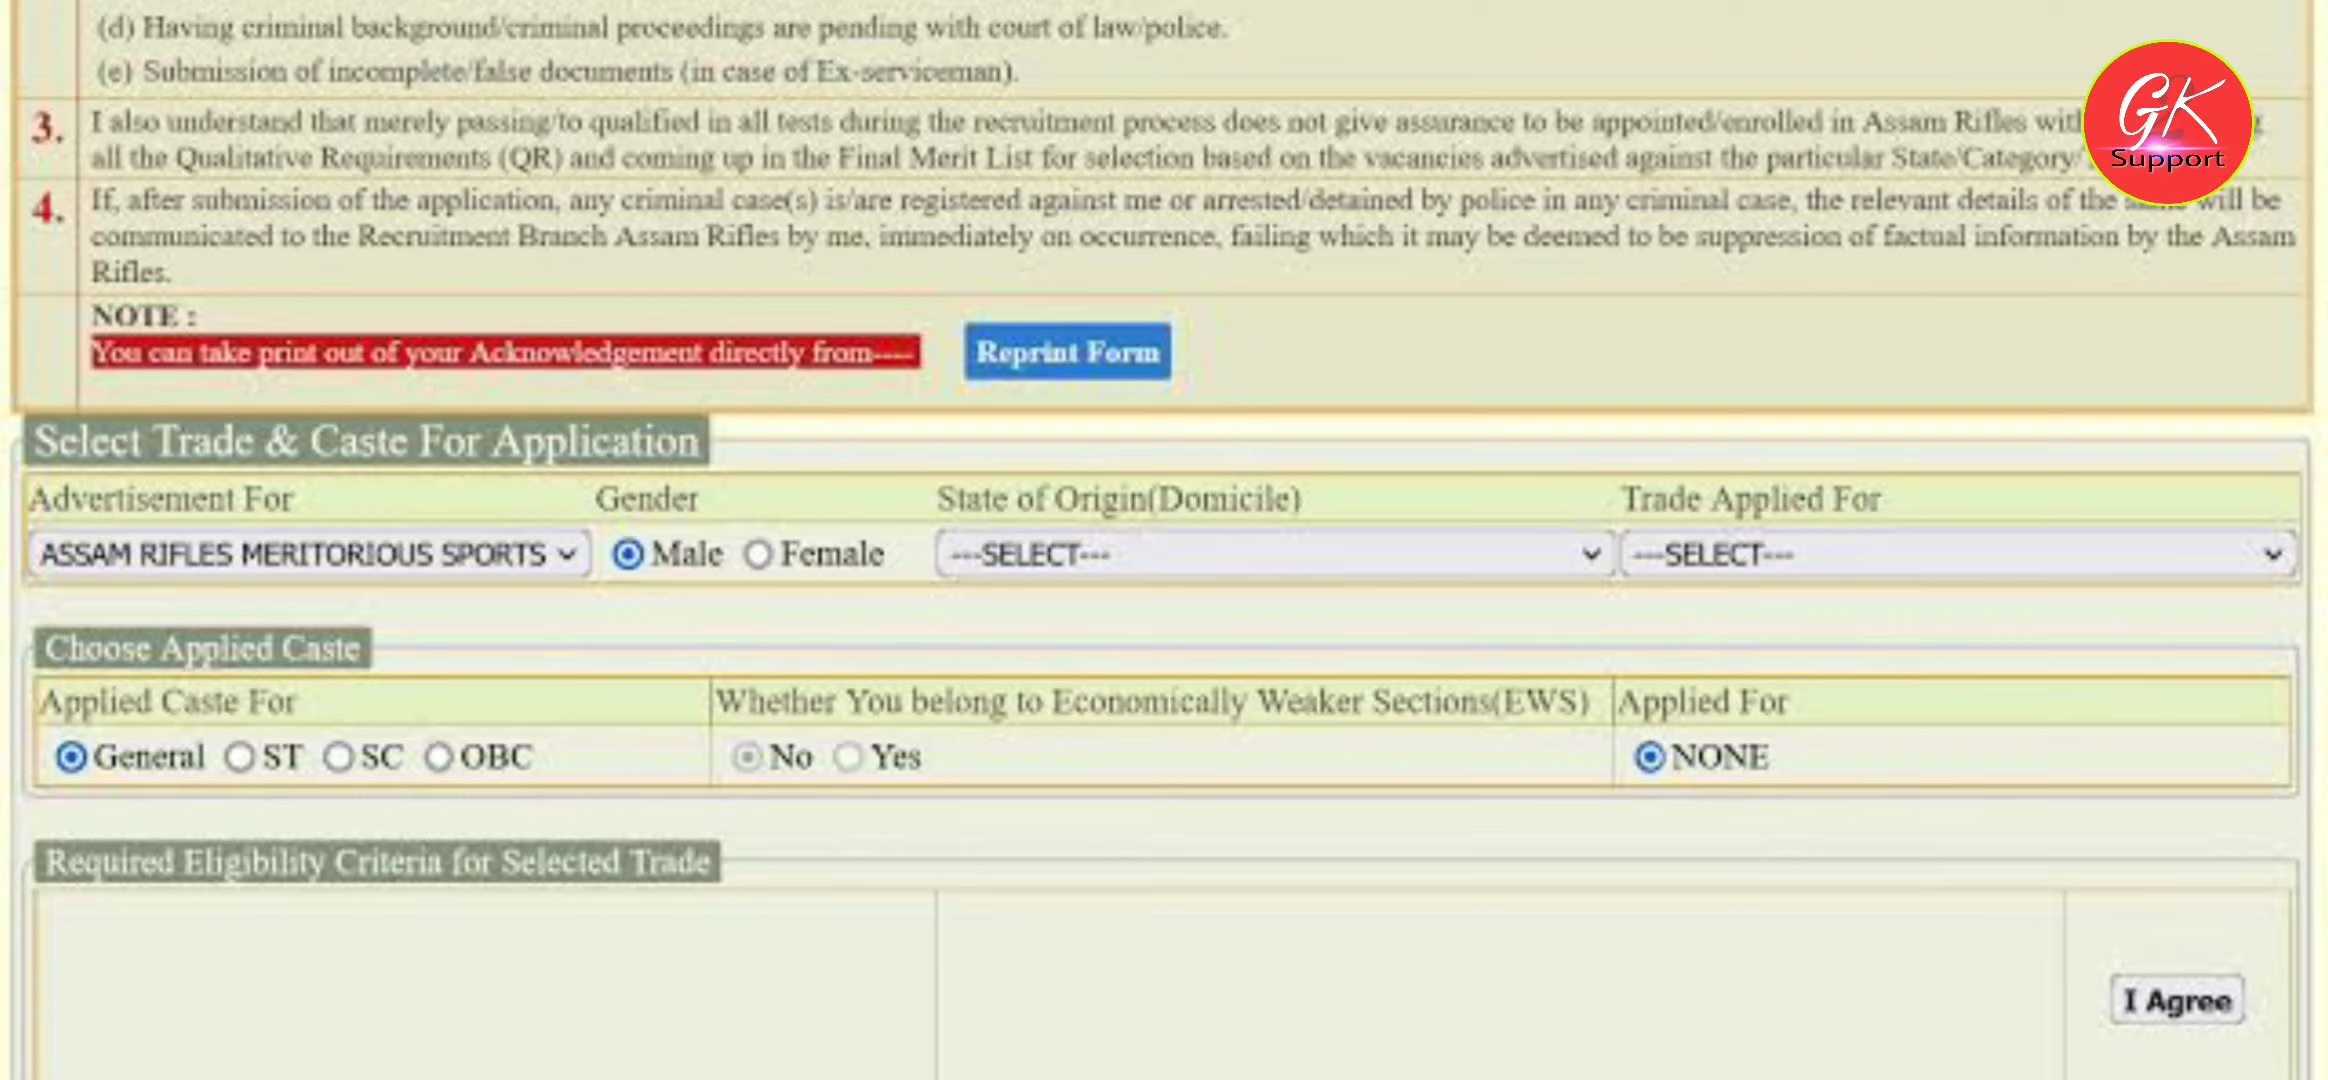 (d) Having criminal background/criminal proceedings are pending with court of law/police.
(e) Submission of incomplete/false documents (in case of Ex-serviceman).
3. I also understand that merely passing/to qualified in all tests during the recruitment process does not give assurance to be appointed/enrolled in Assam Rifles
all the Qualitative Requirements (QR) and coming up in the Final Merit List for selection based on the vacancies advertised against the particular State/Category/
GK
Support
4. If, after submission of the application, any criminal case(s) is/are registered against me or arrested/detained by police in any criminal case, the relevant details of the will be
communicated to the Recruitment Branch Assam Rifles by me, immediately on occurrence, failing which it may be deemed to be suppression of factual information by the Assam
Rifles.
NOTE :
You can take print out of your Acknowledgement directly from---- Reprint Form
Select Trade & Caste For Application
Advertisement For Gender State of Origin(Domicile) Trade Applied For
ASSAM RIFLES MERITORIOUS SPORTS Male Female ---SELECT--- ---SELECT---
Choose Applied Caste
Applied Caste For Whether You belong to Economically Weaker Sections(EWS) Applied For
General ST SC OBC No Yes NONE
Required Eligibility Criteria for Selected Trade
I Agree